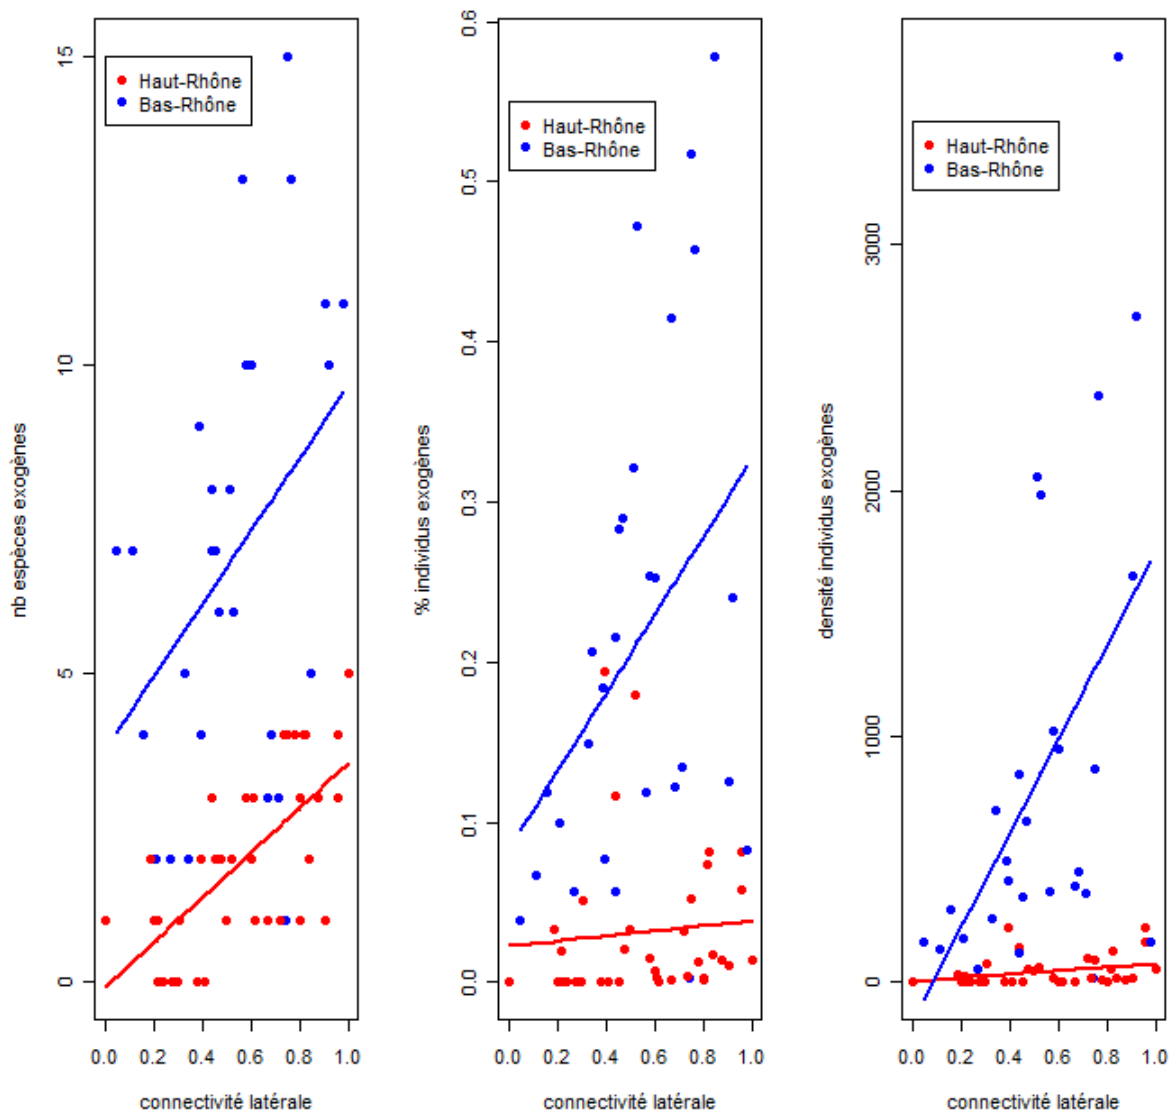 nb espèces exogènes
0
5
10
15
Haut-Rhône
Bas-Rhône
0.0 0.2 0.4 0.6 0.8 1.0
connectivité latérale
% individus exogènes
0.0
0.1
0.2
0.3
0.4
0.5
0.6
Haut-Rhône
Bas-Rhône
0.0 0.2 0.4 0.6 0.8 1.0
connectivité latérale
densité individus exogènes
0
1000
2000
3000
Haut-Rhône
Bas-Rhône
0.0 0.2 0.4 0.6 0.8 1.0
connectivité latérale